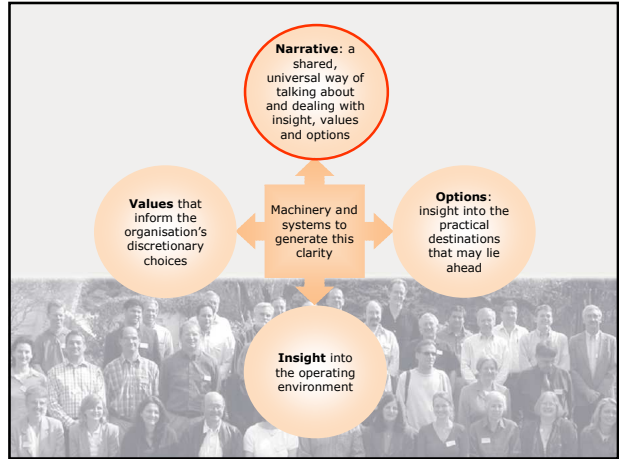 Narrative: a
shared,
universal way of
talking about
and dealing with
insight, values
and options
Values that
inform the
organisation's
discretionary
choices
Machinery and
systems to
generate this
clarity
Options:
insight into the
practical
destinations
that may lie
ahead
Insight into
the operating
environment